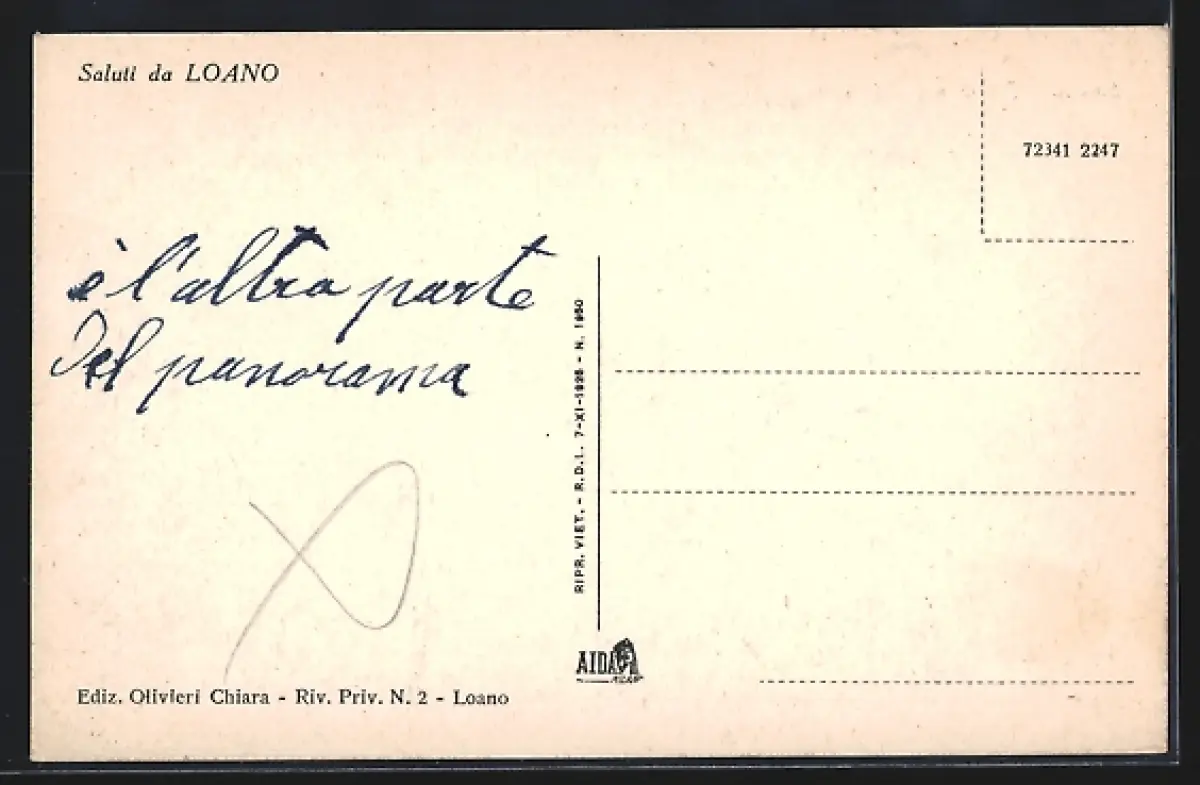 Saluti da LOANO
72341 2247
è l'altra parte
del panorama
RIPR. VIET. - R.D.L. 7-XI-1925 - N. 1950
AIDA
Ediz. Olivieri Chiara - Riv. Priv. N. 2 - Loano